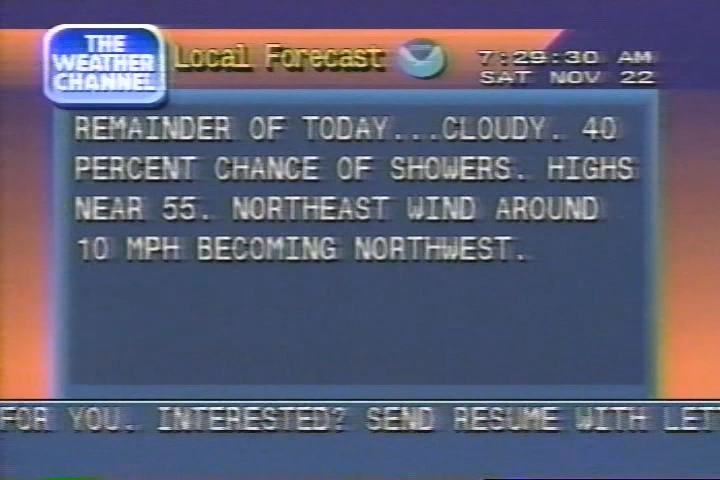 THE
WEATHER
CHANNEL
Local Forecast
7:29:30 AM
SAT NOV 22
REMAINDER OF TODAY...CLOUDY. 40
PERCENT CHANCE OF SHOWERS. HIGHS
NEAR 55. NORTHEAST WIND AROUND
10 MPH BECOMING NORTHWEST.
FOR YOU. INTERESTED? SEND RESUME WITH LET